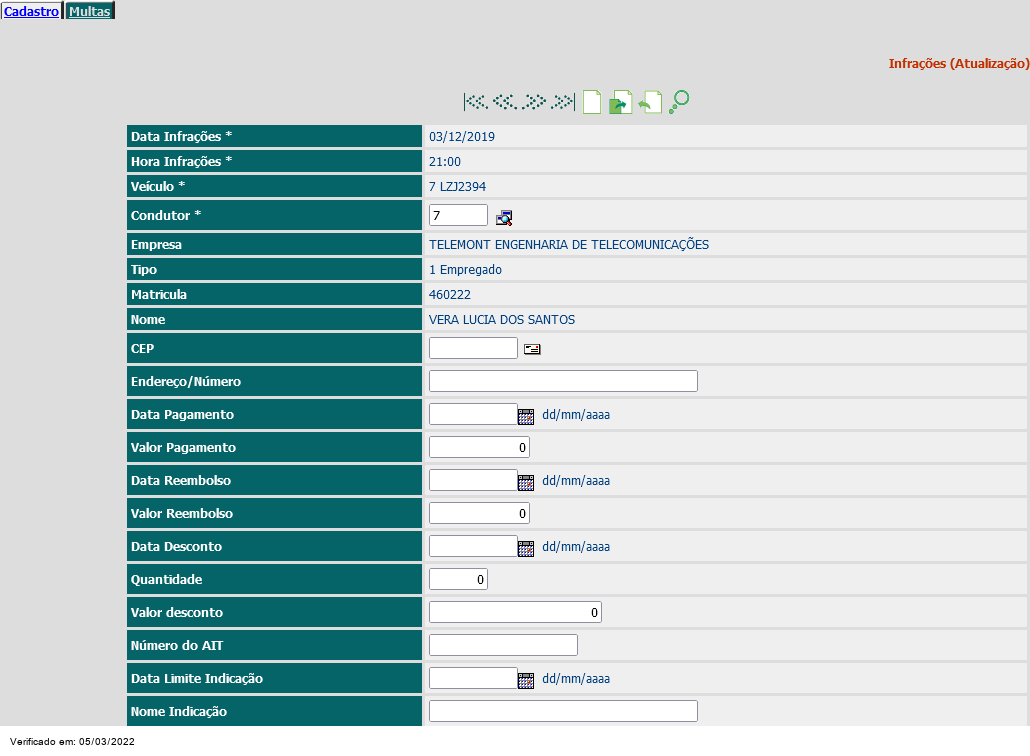 Cadastro Multas
Infrações (Atualização)
Data Infrações * 03/12/2019
Hora Infrações * 21:00
Veículo * 7 LZJ2394
Condutor * 7
Empresa TELEMONT ENGENHARIA DE TELECOMUNICAÇÕES
Tipo 1 Empregado
Matricula 460222
Nome VERA LUCIA DOS SANTOS
CEP
Endereço/Número
Data Pagamento dd/mm/aaaa
Valor Pagamento 0
Data Reembolso dd/mm/aaaa
Valor Reembolso 0
Data Desconto dd/mm/aaaa
Quantidade 0
Valor desconto 0
Número do AIT
Data Limite Indicação dd/mm/aaaa
Nome Indicação
Verificado em: 05/03/2022